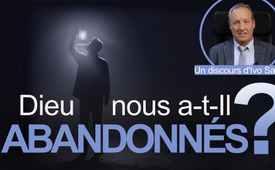 Un discours d'Ivo Sa
Dieu nous a-t-Il
ABANDONNÉS ?